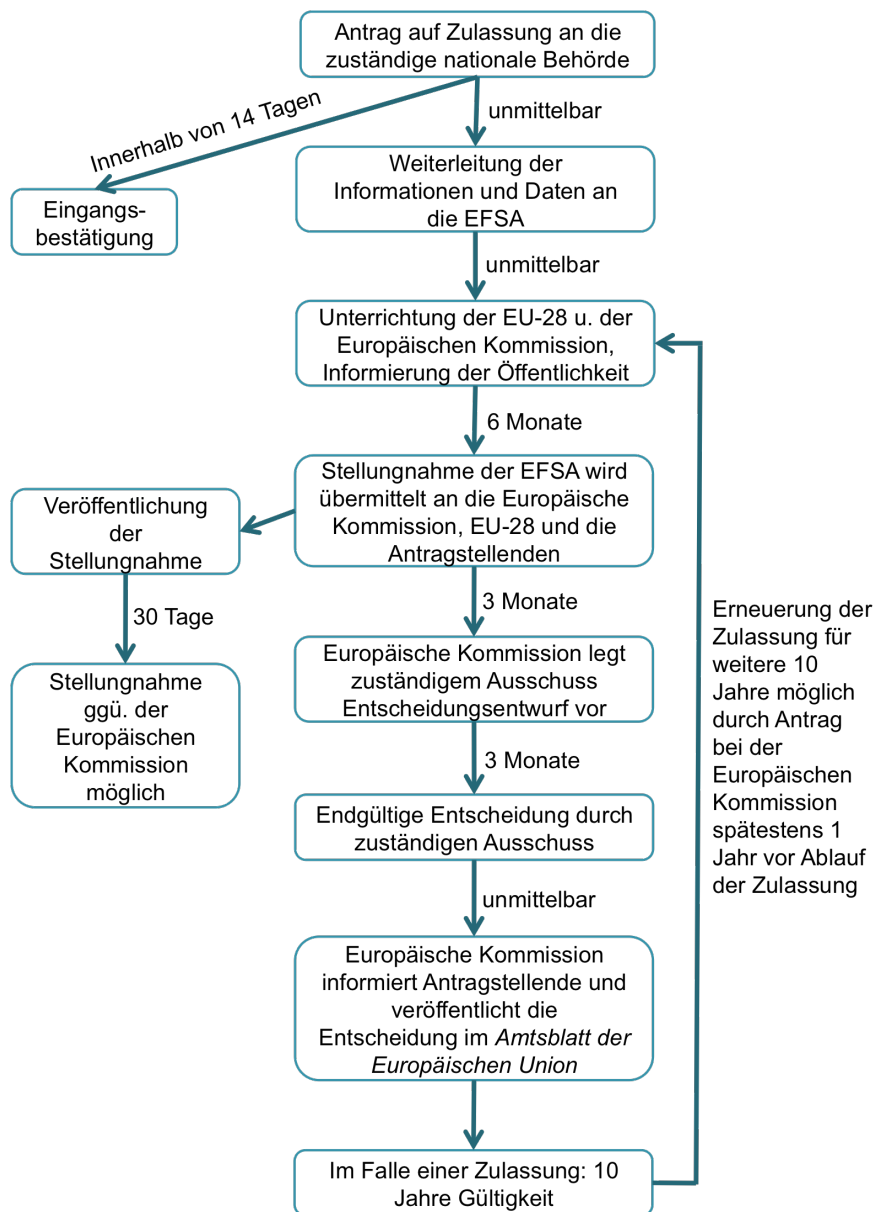 Antrag auf Zulassung an die
zuständige nationale Behörde
Innerhalb von 14 Tagen
unmittelbar
Eingangs-
bestätigung
Weiterleitung der
Informationen und Daten an
die EFSA
unmittelbar
Unterrichtung der EU-28 u. der
Europäischen Kommission,
Informierung der Öffentlichkeit
6 Monate
Stellungnahme der EFSA wird
übermittelt an die Europäische
Kommission, EU-28 und die
Antragstellenden
Veröffentlichung
der
Stellungnahme
30 Tage
Stellungnahme
ggü. der
Europäischen
Kommission
möglich
3 Monate
Europäische Kommission legt
zuständigem Ausschuss
Entscheidungsentwurf vor
3 Monate
Endgültige Entscheidung durch
zuständigen Ausschuss
unmittelbar
Europäische Kommission
informiert Antragstellende und
veröffentlicht die
Entscheidung im Amtsblatt der
Europäischen Union
Im Falle einer Zulassung: 10
Jahre Gültigkeit
Erneuerung der
Zulassung für
weitere 10
Jahre möglich
durch Antrag
bei der
Europäischen
Kommission
spätestens 1
Jahr vor Ablauf
der Zulassung